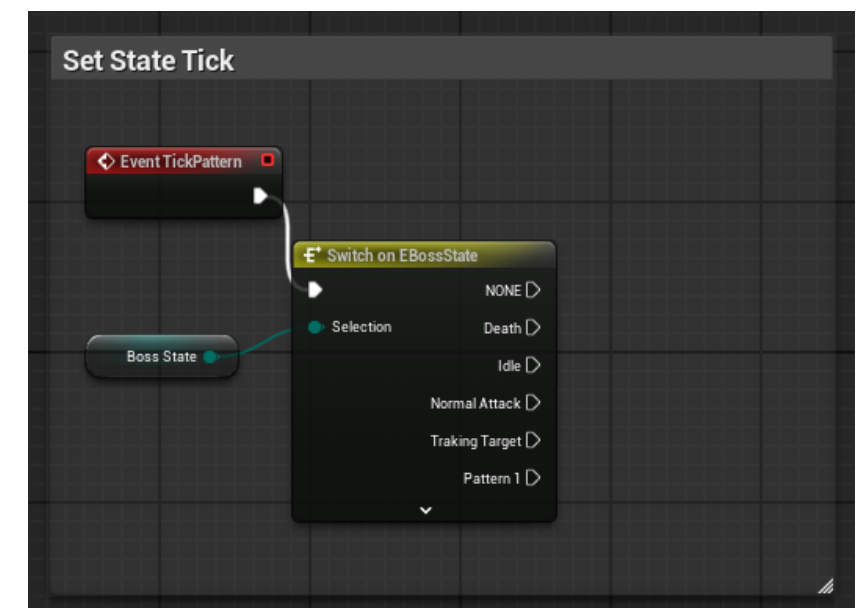 Set State Tick
Event TickPattern
Switch on EBossState
NONE
Selection
Death
Boss State
Idle
Normal Attack
Traking Target
Pattern 1